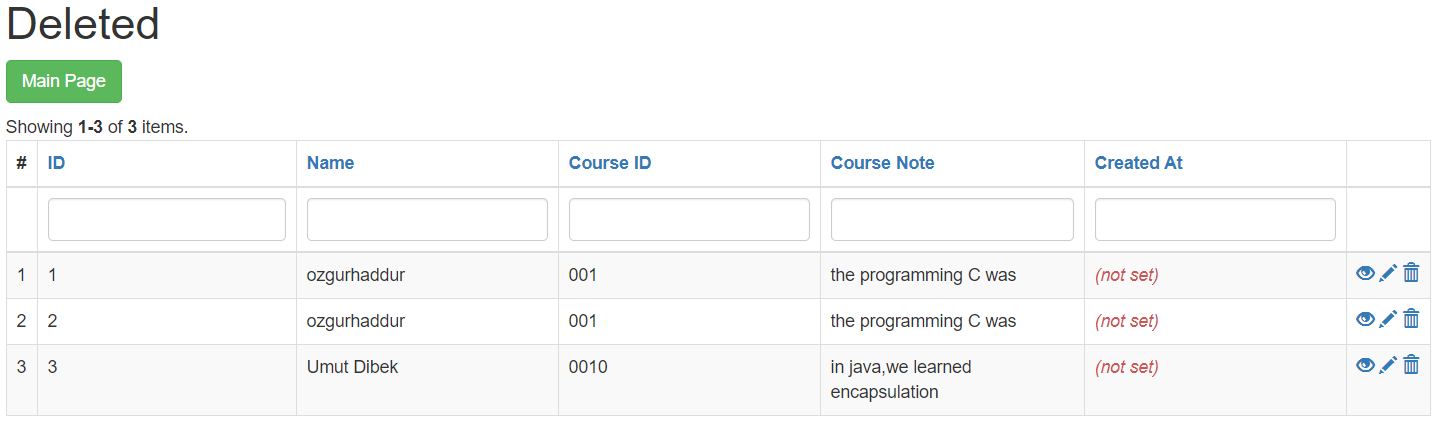 Deleted
Main Page
Showing 1-3 of 3 items.
# ID Name Course ID Course Note Created At
1 1 ozgurhaddur 001 the programming C was (not set)
2 2 ozgurhaddur 001 the programming C was (not set)
3 3 Umut Dibek 0010 in java,we learned (not set)
encapsulation